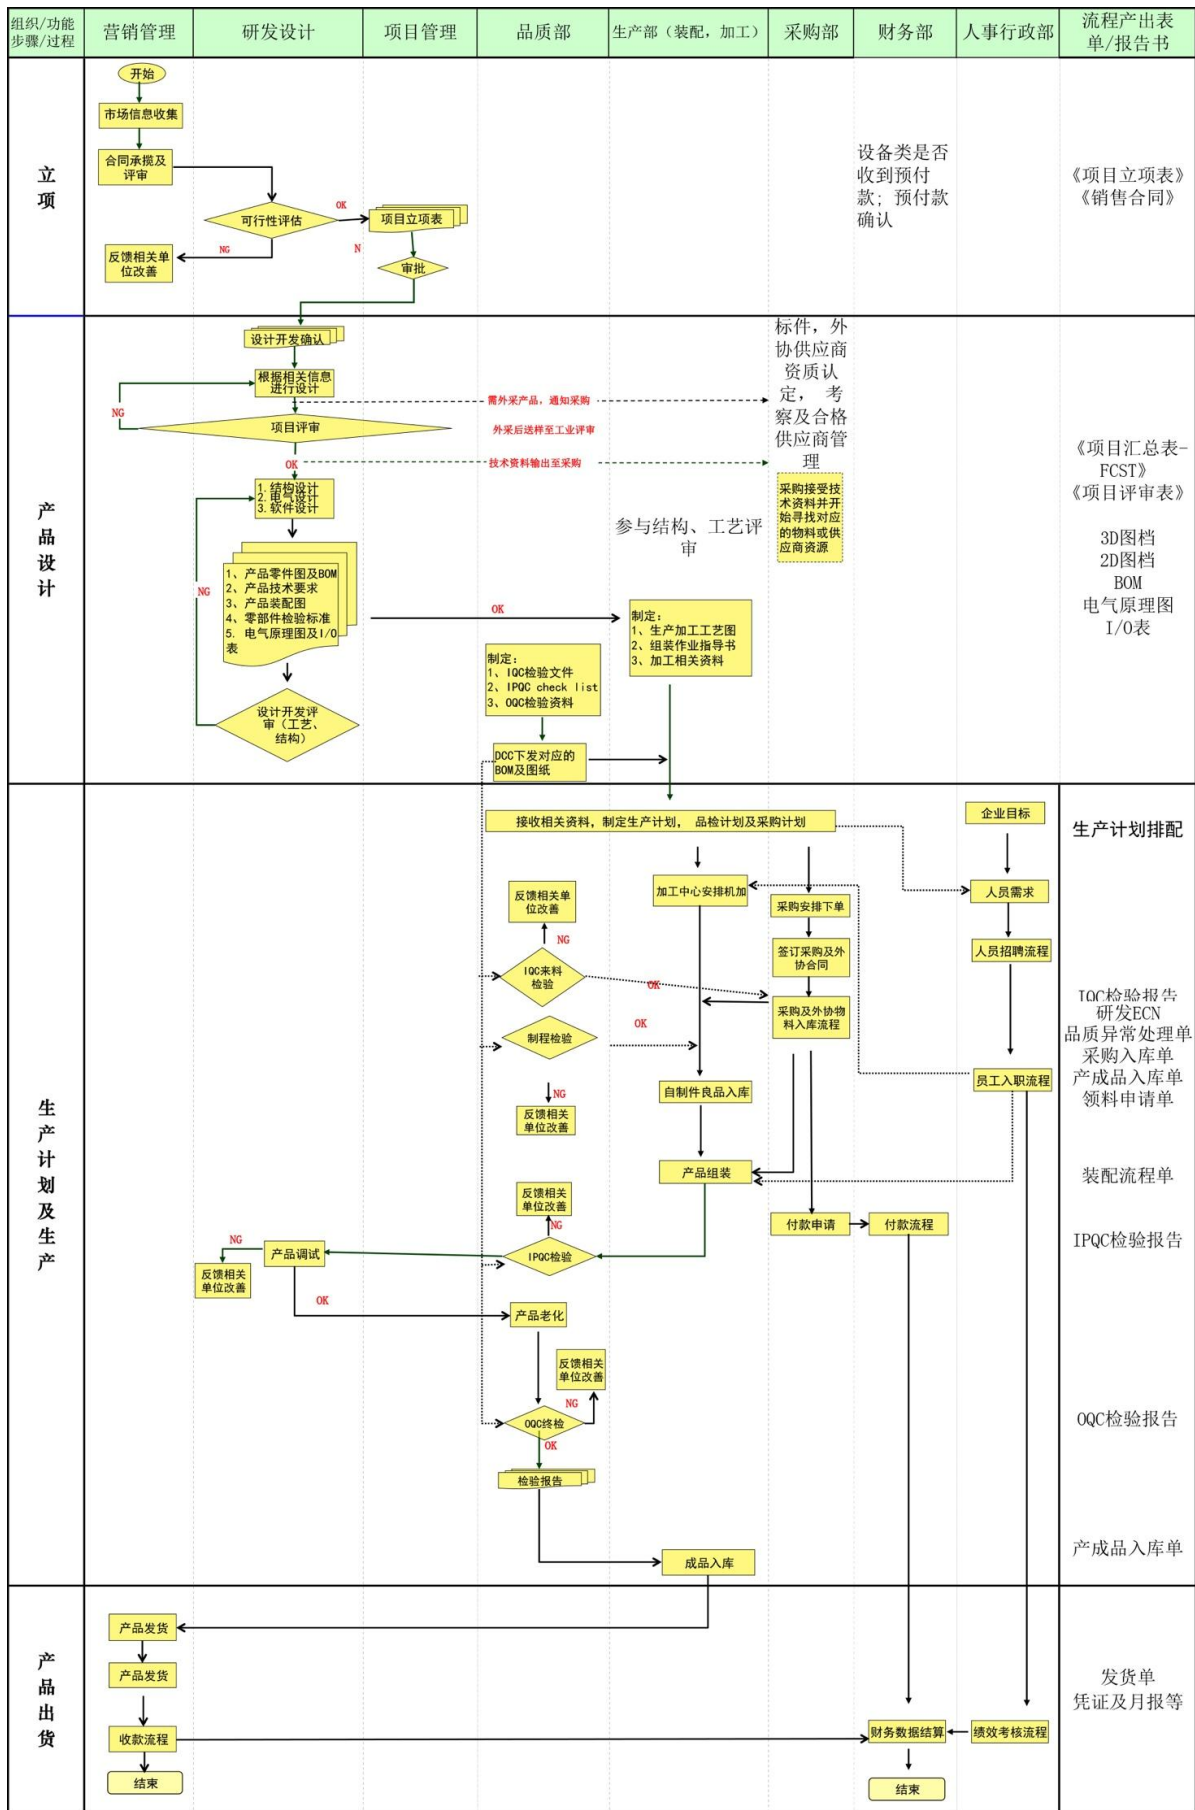 组织/功能
步骤/过程
营销管理
研发设计
项目管理
品质部
生产部（装配，加工）
采购部
财务部
人事行政部
流程产出表
单/报告书
立
项
开始
市场信息收集
合同承揽及
评审
可行性评估
OK
项目立项表
NG
反馈相关单
位改善
N
审批
设备类是否
收到预付
款；预付款
确认
《项目立项表》
《销售合同》
产
品
设
计
设计开发确认
根据相关信息
进行设计
NG
项目评审
OK
需外采产品，通知采购
外采后送样至工业评审
技术资料输出至采购
标件，外
协供应商
资质认
定， 考
察及合格
供应商管
理
采购接受技
术资料并开
始寻找对应
的物料或供
应商资源
1. 结构设计
2. 电气设计
3. 软件设计
NG
1、产品零件图及BOM
2、产品技术要求
3、产品装配图
4、零部件检验标准
5. 电气原理图及I/O
表
OK
参与结构、工艺评
审
制定：
1、生产加工工艺图
2、组装作业指导书
3、加工相关资料
制定：
1、IQC检验文件
2、IPQC check list
3、OQC检验资料
设计开发评
审（工艺、
结构）
DCC下发对应的
BOM及图纸
《项目汇总表-
FCST》
《项目评审表》
3D图档
2D图档
BOM
电气原理图
I/O表
生
产
计
划
及
生
产
接收相关资料，制定生产计划， 品检计划及采购计划
企业目标
生产计划排配
加工中心安排机加
反馈相关单
位改善
NG
采购安排下单
人员需求
签订采购及外
协合同
人员招聘流程
IQC来料
检验
OK
采购及外协物
料入库流程
制程检验
OK
NG
反馈相关
单位改善
自制件良品入库
员工入职流程
IQC检验报告
研发ECN
品质异常处理单
采购入库单
产成品入库单
领料申请单
产品组装
装配流程单
反馈相关
单位改善
NG
付款申请
付款流程
IPQC检验
产品调试
NG
反馈相关
单位改善
OK
IPQC检验报告
产品老化
反馈相关
单位改善
NG
OQC终检
OK
检验报告
OQC检验报告
成品入库
产成品入库单
产
品
出
货
产品发货
产品发货
收款流程
结束
财务数据结算
绩效考核流程
结束
发货单
凭证及月报等